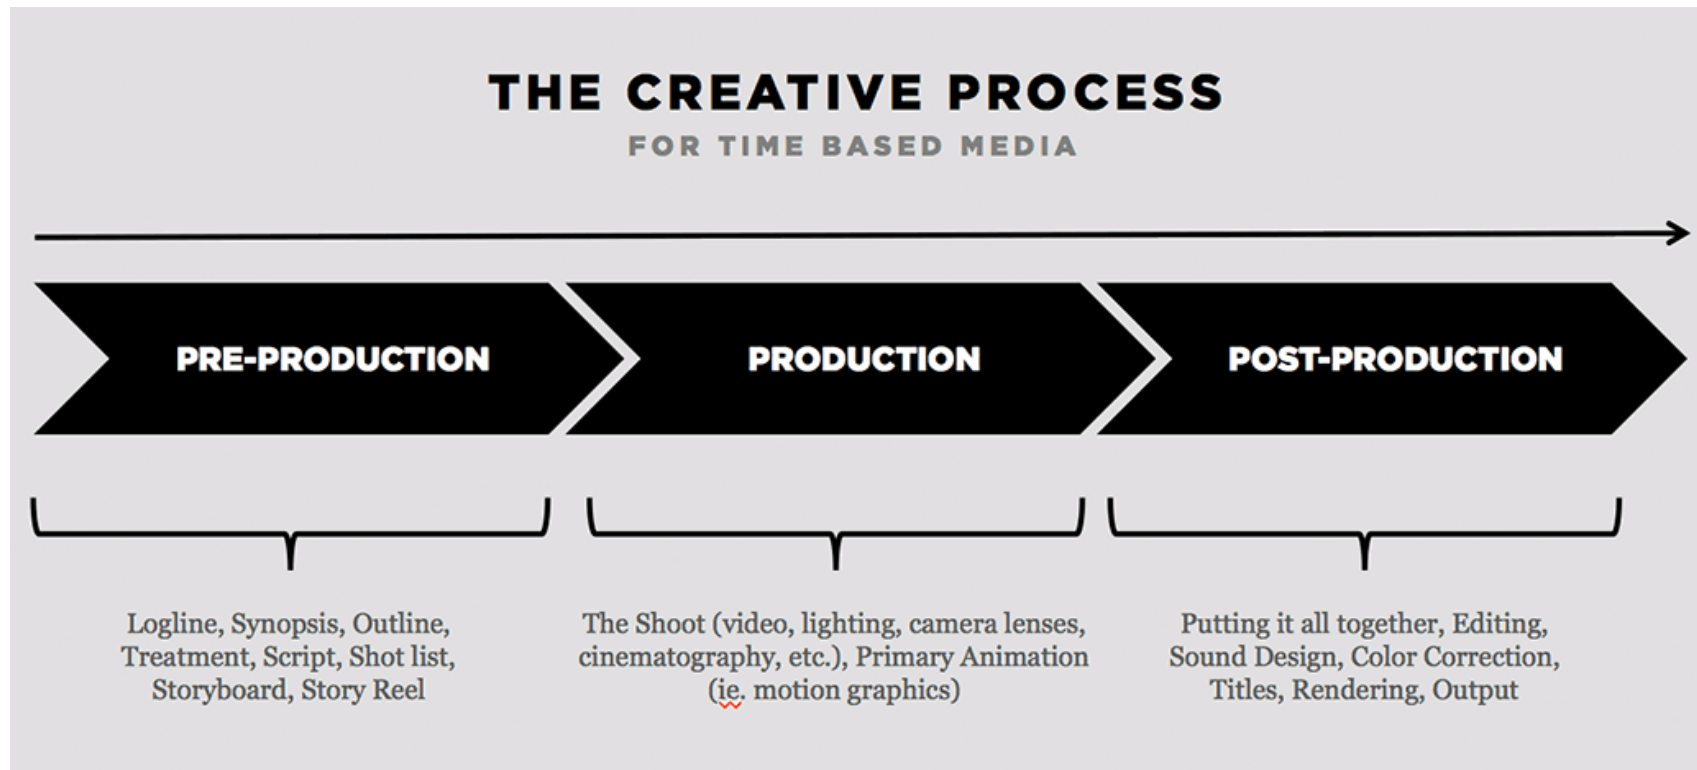 THE CREATIVE PROCESS
FOR TIME BASED MEDIA
PRE-PRODUCTION
PRODUCTION
POST-PRODUCTION
Logline, Synopsis, Outline,
Treatment, Script, Shot list,
Storyboard, Story Reel
The Shoot (video, lighting, camera lenses,
cinematography, etc.), Primary Animation
(ie. motion graphics)
Putting it all together, Editing,
Sound Design, Color Correction,
Titles, Rendering, Output